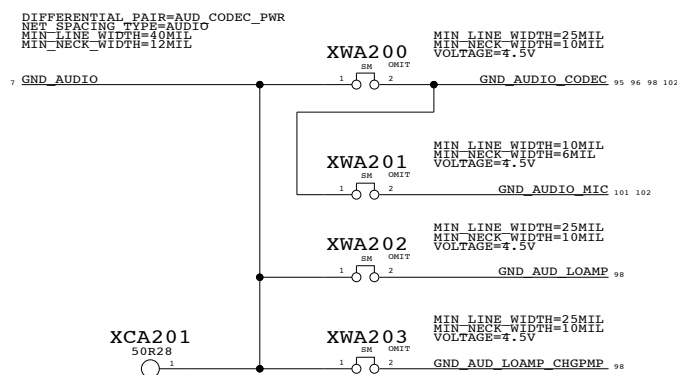 DIFFERENTIAL_PAIR=AUD_CODEC_PWR
NET_SPACING_TYPE=AUDIO
MIN_LINE_WIDTH=40MIL
MIN_NECK_WIDTH=12MIL
7 GND_AUDIO
XWA200
SM OMIT
1 2
MIN_LINE_WIDTH=25MIL
MIN_NECK_WIDTH=10MIL
VOLTAGE=4.5V
GND_AUDIO_CODEC 95 96 98 102
XWA201
SM OMIT
1 2
MIN_LINE_WIDTH=10MIL
MIN_NECK_WIDTH=6MIL
VOLTAGE=4.5V
GND_AUDIO_MIC 101 102
XWA202
SM OMIT
1 2
MIN_LINE_WIDTH=25MIL
MIN_NECK_WIDTH=10MIL
VOLTAGE=4.5V
GND_AUD_LOAMP 98
XCA201
50R28
1
XWA203
SM OMIT
1 2
MIN_LINE_WIDTH=25MIL
MIN_NECK_WIDTH=10MIL
VOLTAGE=4.5V
GND_AUD_LOAMP_CHGPMP 98